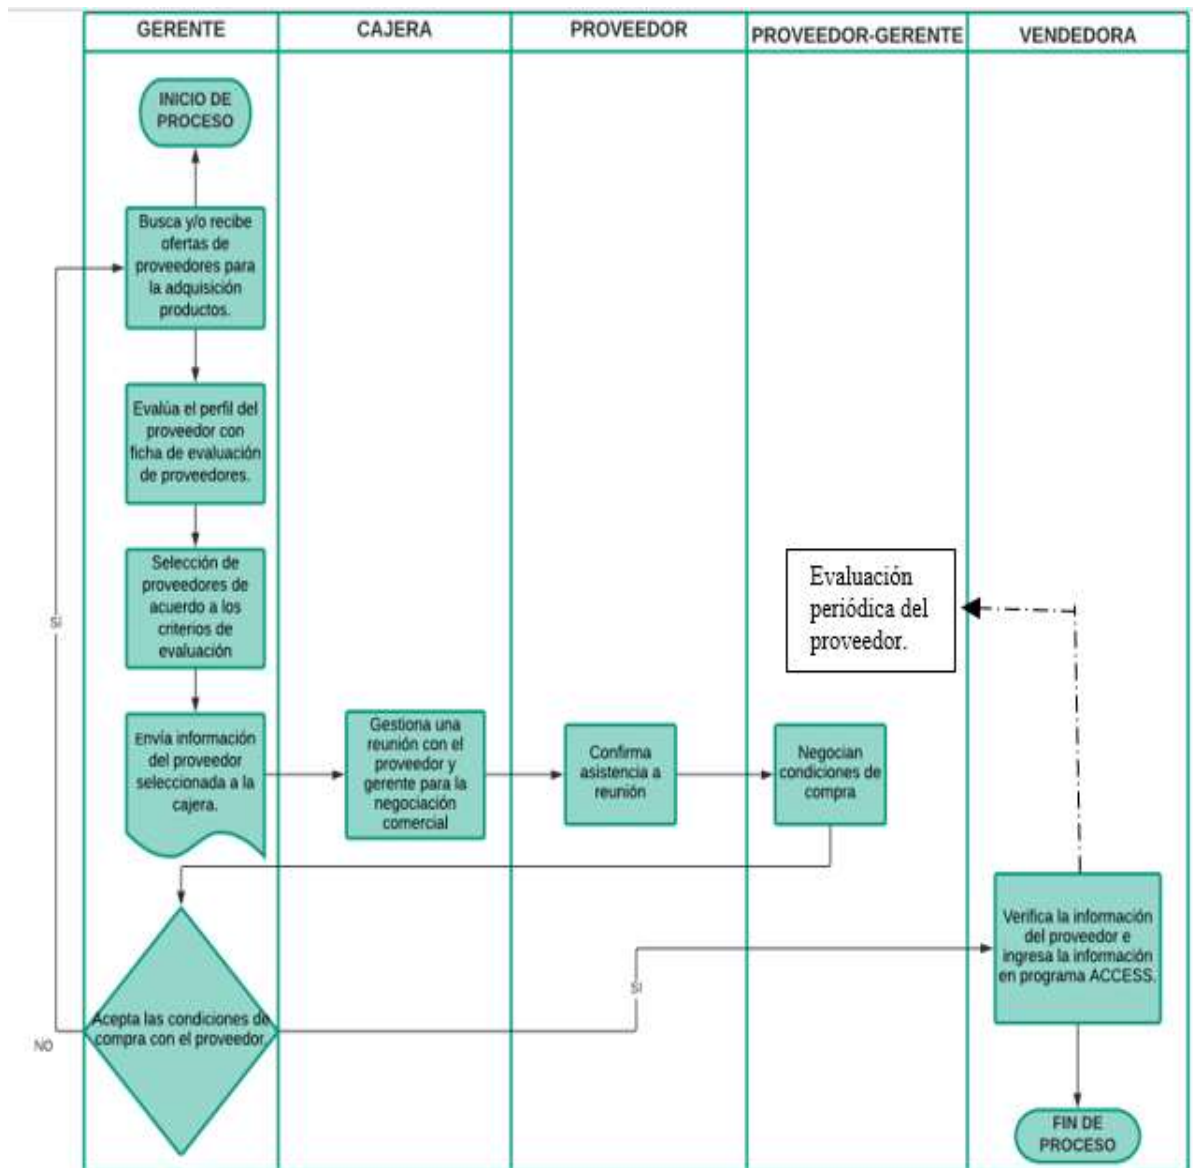 GERENTE
CAJERA
PROVEEDOR
PROVEEDOR-GERENTE
VENDEDORA
INICIO DE
PROCESO
Busca y/o recibe
ofertas de
proveedores para
la adquisición
productos.
Evalúa el perfil del
proveedor con
ficha de evaluación
de proveedores.
Selección de
proveedores de
acuerdo a los
criterios de
evaluación
Evaluación
periódica del
proveedor.
SI
Envía información
del proveedor
seleccionada a la
cajera.
Gestiona una
reunión con el
proveedor y
gerente para la
negociación
comercial
Confirma
asistencia a
reunión
Negocian
condiciones de
compra
Acepta las condiciones de
compra con el proveedor
NO
SI
Verifica la información
del proveedor e
ingresa la información
en programa ACCESS.
FIN DE
PROCESO